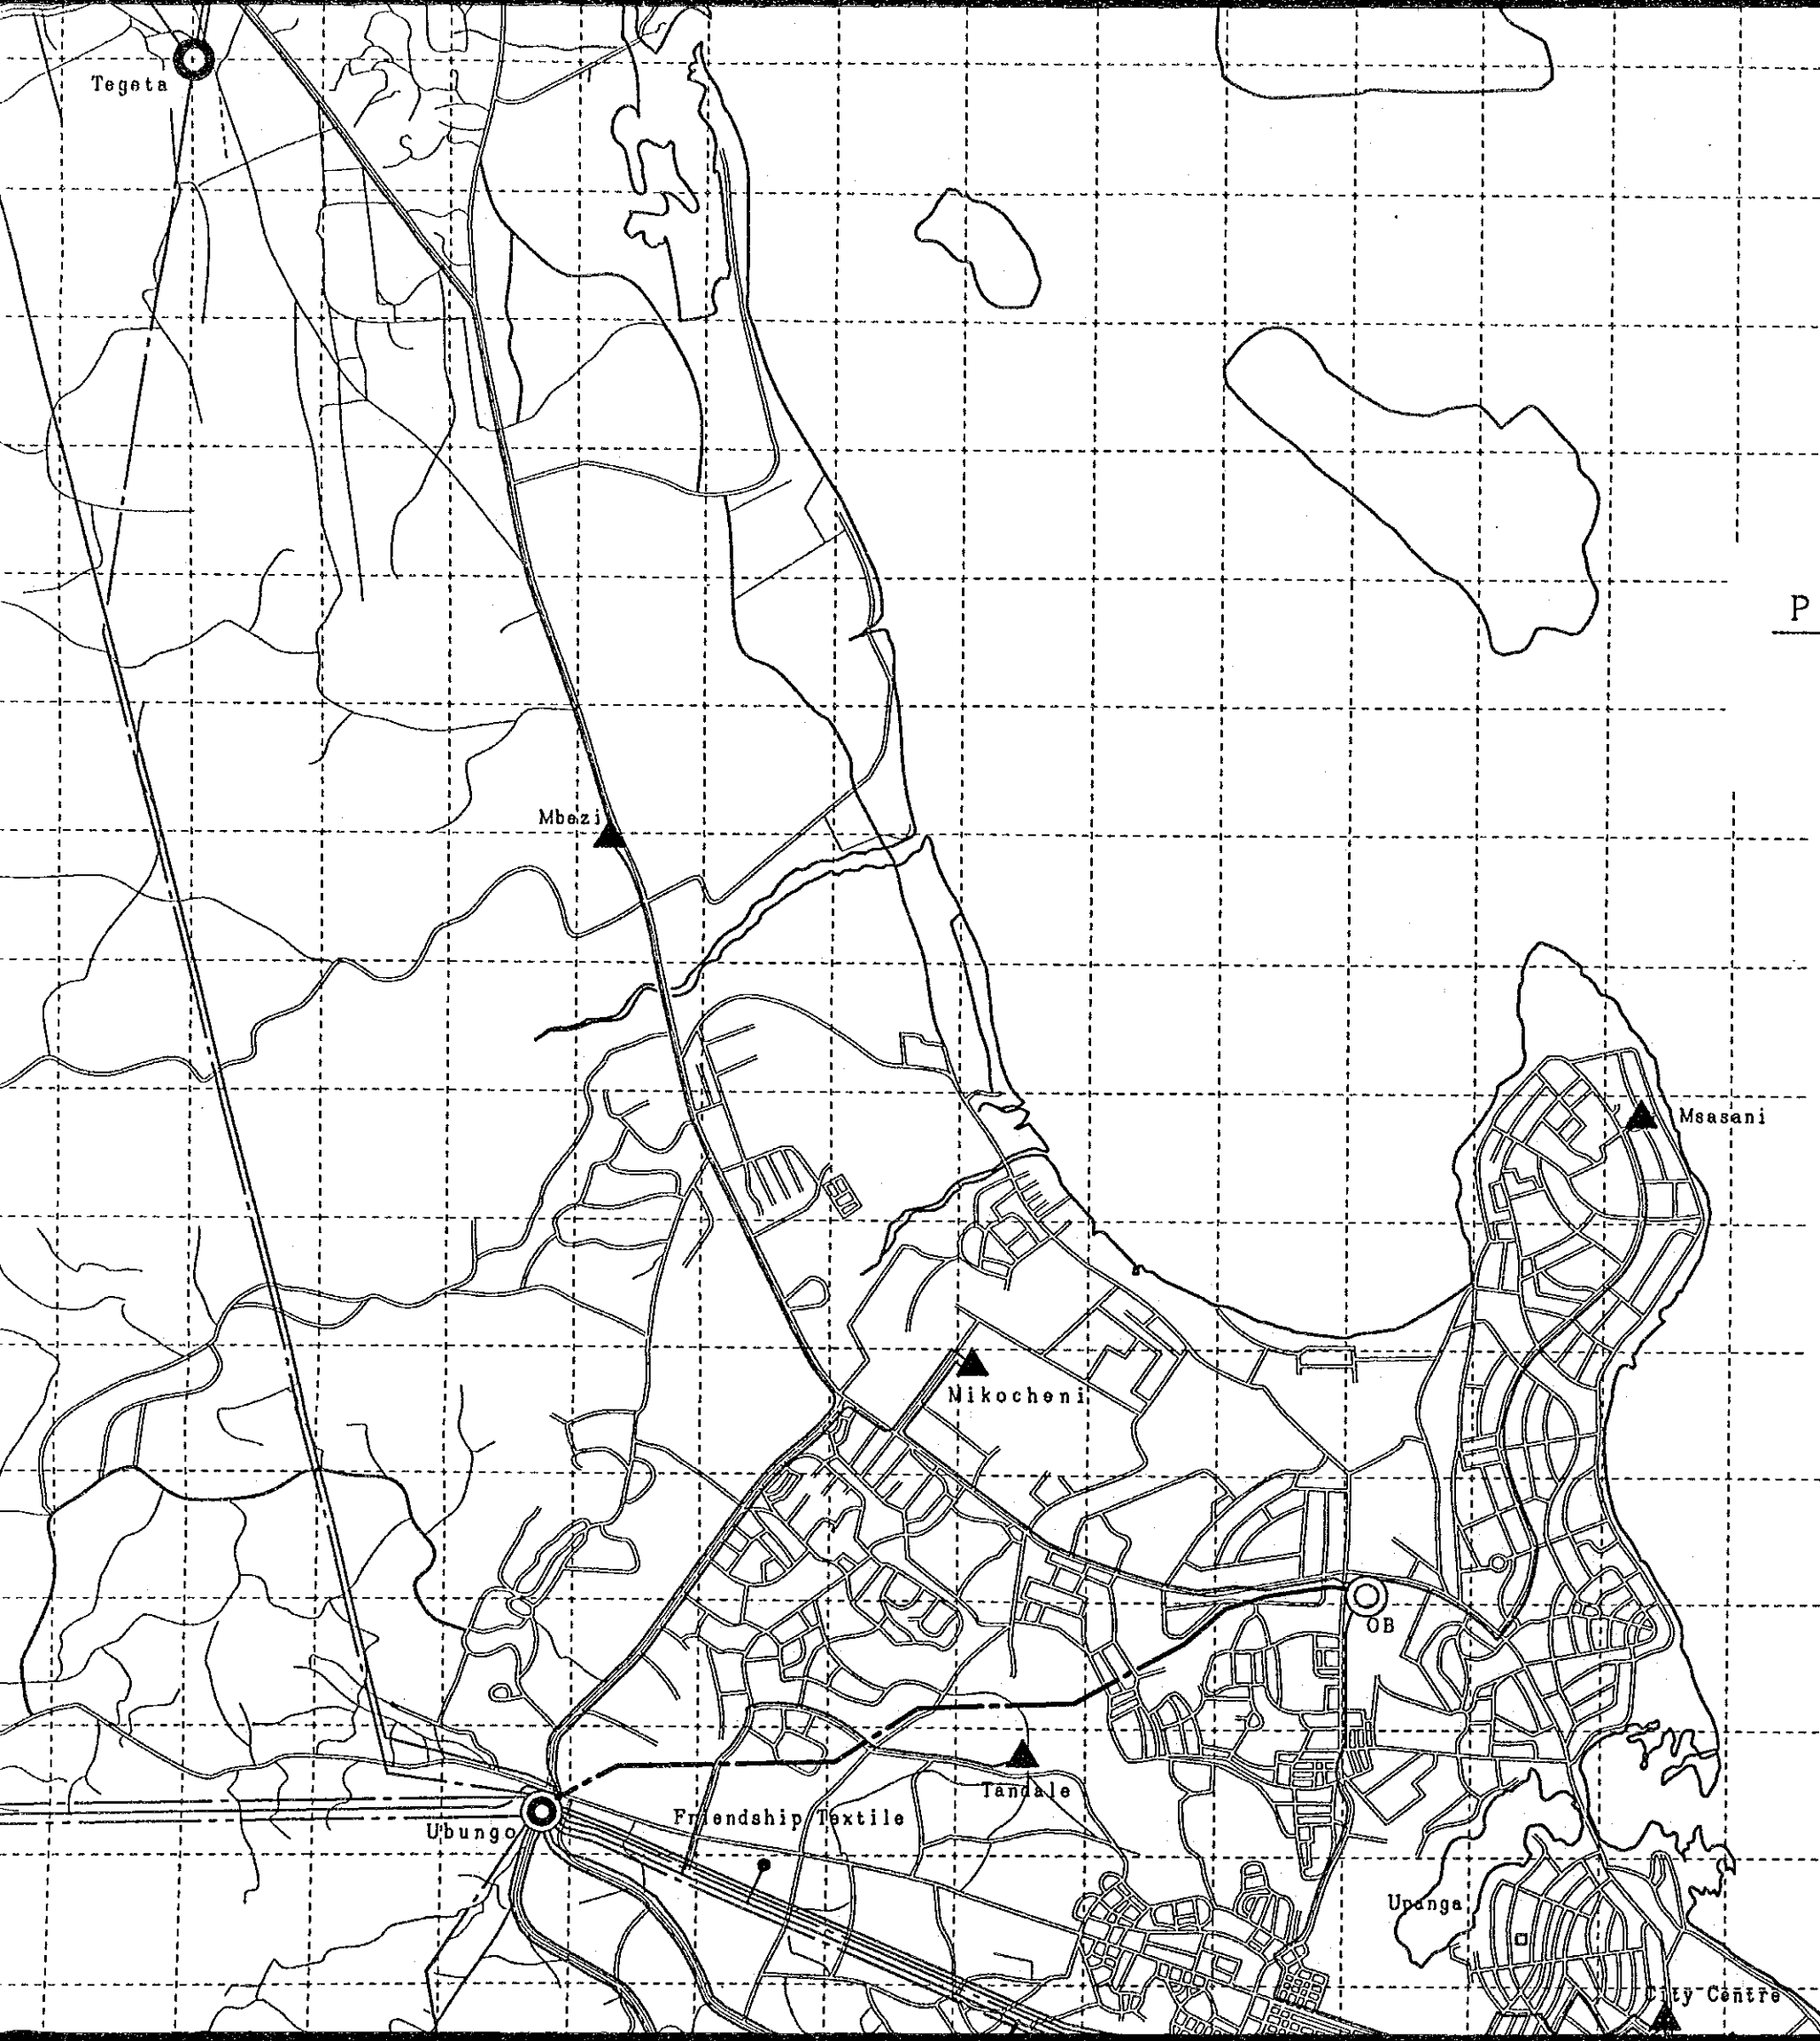 Tegeta
P
Mbezi
Msasani
Mikocheni
OB
Tandale
Friendship Textile
Ubungo
Upanga
City Centre